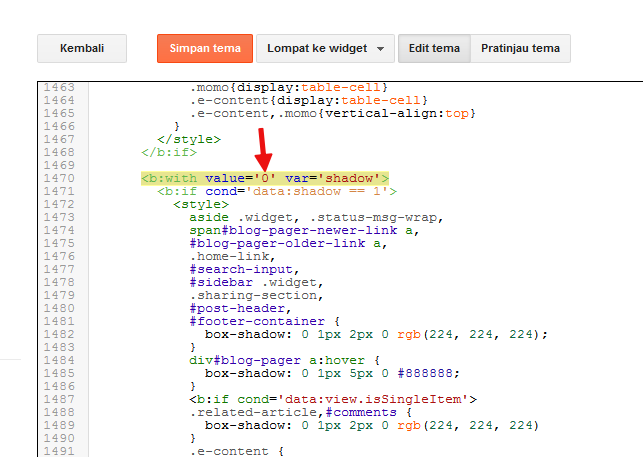 Kembali Simpan tema Lompat ke widget Edit tema Pratinjau tema
1463 .momo{display:table-cell}
1464 .e-content{display:table-cell}
1465 .e-content,.momo{vertical-align:top}
1466 }
1467 </style>
1468 </b:if>
1469
1470 <b:with value='0' var='shadow'>
1471 <b:if cond='data:shadow == 1'>
1472 <style>
1473 aside .widget, .status-msg-wrap,
1474 span#blog-pager-newer-link a,
1475 #blog-pager-older-link a,
1476 .home-link,
1477 #search-input,
1478 #sidebar .widget,
1479 .sharing-section,
1480 #post-header,
1481 #footer-container {
1482 box-shadow: 0 1px 2px 0 rgb(224, 224, 224);
1483 }
1484 div#blog-pager a:hover {
1485 box-shadow: 0 1px 5px 0 #888888;
1486 }
1487 <b:if cond='data:view.isSingleItem'>
1488 .related-article,#comments {
1489 box-shadow: 0 1px 2px 0 rgb(224, 224, 224)
1490 }
1491 .e-content {